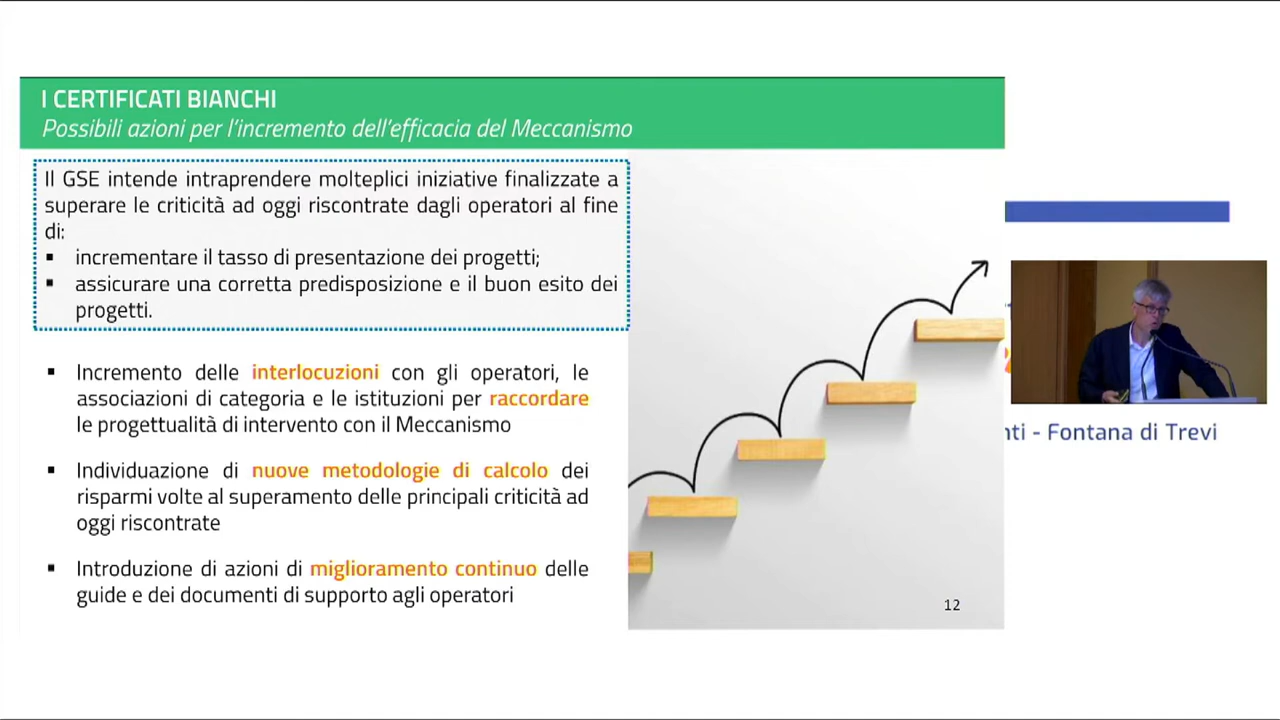 I CERTIFICATI BIANCHI
Possibili azioni per l'incremento dell'efficacia del Meccanismo
Il GSE intende intraprendere molteplici iniziative finalizzate a
superare le criticità ad oggi riscontrate dagli operatori al fine
di:
▪ incrementare il tasso di presentazione dei progetti;
▪ assicurare una corretta predisposizione e il buon esito dei
progetti.
▪ Incremento delle interlocuzioni con gli operatori, le
associazioni di categoria e le istituzioni per raccordare
le progettualità di intervento con il Meccanismo
▪ Individuazione di nuove metodologie di calcolo dei
risparmi volte al superamento delle principali criticità ad
oggi riscontrate
▪ Introduzione di azioni di miglioramento continuo delle
guide e dei documenti di supporto agli operatori
12
nti - Fontana di Trevi